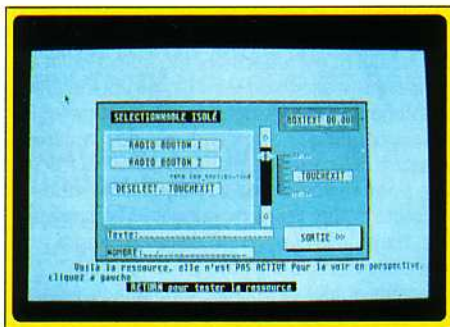 SELECTIONNABLE ISOLÉ
BOXTEXT 00.00
RADIO BOUTON 1
RADIO BOUTON 2
DESELECT. TOUCHEXIT
TOUCHEXIT
Texte:
NOMBRE:
SORTIE >>
Voilà la ressource, elle n'est PAS ACTIVE Pour la voir en perspective,
cliquez a gauche
RETURN pour tester la ressource